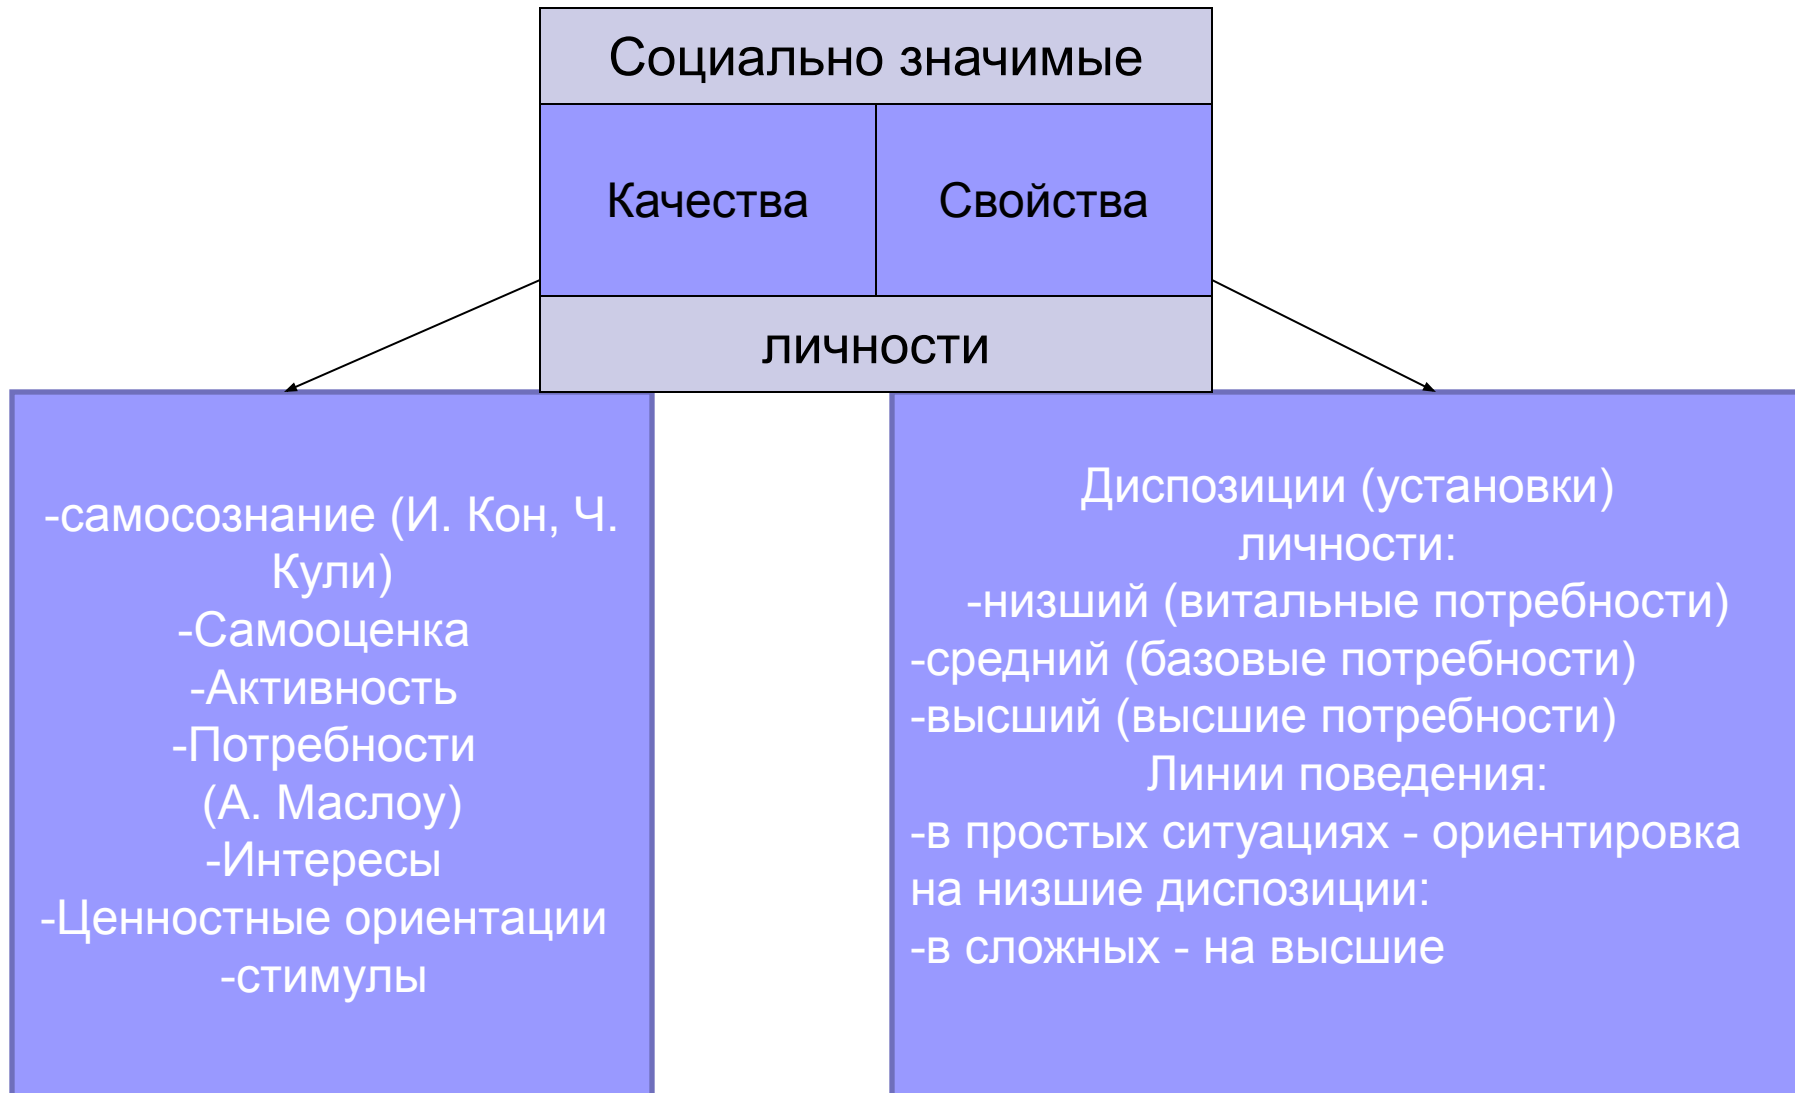 Социально значимые
Качества
Свойства
личности
-самосознание (И. Кон, Ч.
Кули)
-Самооценка
-Активность
-Потребности
(А. Маслоу)
-Интересы
-Ценностные ориентации
-стимулы
Диспозиции (установки)
личности:
-низший (витальные потребности)
-средний (базовые потребности)
-высший (высшие потребности)
Линии поведения:
-в простых ситуациях - ориентировка
на низшие диспозиции:
-в сложных - на высшие